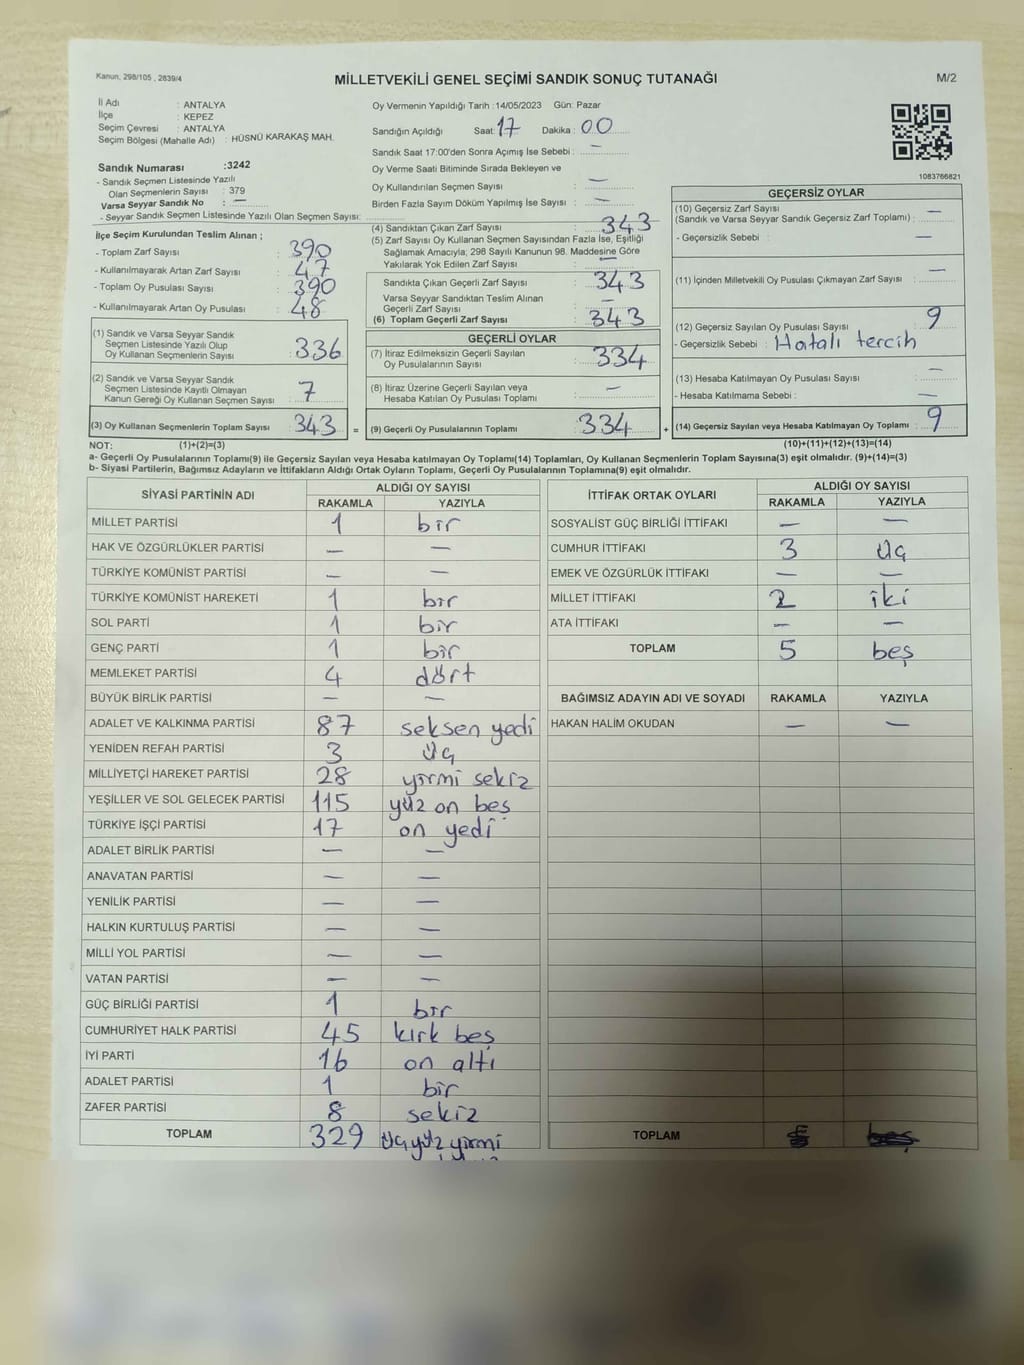 Kanun, 298/105 , 2839/4
MİLLETVEKİLİ GENEL SEÇİMİ SANDIK SONUÇ TUTANAĞI
M/2
İl Adı : ANTALYA
İlçe : KEPEZ
Seçim Çevresi : ANTALYA
Seçim Bölgesi (Mahalle Adı) : HÜSNÜ KARAKAŞ MAH.
Sandık Numarası :3242
- Sandık Seçmen Listesinde Yazılı
Olan Seçmenlerin Sayısı : 379
Varsa Seyyar Sandık No : —
- Seyyar Sandık Seçmen Listesinde Yazılı Olan Seçmen Sayısı:
Oy Vermenin Yapıldığı Tarih :14/05/2023 Gün: Pazar
Sandığın Açıldığı Saat: 17 Dakika : 00
Sandık Saat 17:00'den Sonra Açımış İse Sebebi : —
Oy Verme Saati Bitiminde Sırada Bekleyen ve
Oy Kullandırılan Seçmen Sayısı : —
Birden Fazla Sayım Döküm Yapılmış İse Sayısı : —
1083766821
İlçe Seçim Kurulundan Teslim Alınan ;
- Toplam Zarf Sayısı : 390
- Kullanılmayarak Artan Zarf Sayısı : 47
- Toplam Oy Pusulası Sayısı : 390
- Kullanılmayarak Artan Oy Pusulası : 48
(4) Sandıktan Çıkan Zarf Sayısı : 343
(5) Zarf Sayısı Oy Kullanan Seçmen Sayısından Fazla İse, Eşitliği
Sağlamak Amacıyla, 298 Sayılı Kanunun 98. Maddesine Göre
Yakılarak Yok Edilen Zarf Sayısı : —
Sandıkta Çıkan Geçerli Zarf Sayısı : 343
Varsa Seyyar Sandıktan Teslim Alınan
Geçerli Zarf Sayısı : —
(6) Toplam Geçerli Zarf Sayısı : 343
GEÇERSİZ OYLAR
(10) Geçersiz Zarf Sayısı
(Sandık ve Varsa Seyyar Sandık Geçersiz Zarf Toplamı) : —
- Geçersizlik Sebebi : —
(11) İçinden Milletvekili Oy Pusulası Çıkmayan Zarf Sayısı : —
(12) Geçersiz Sayılan Oy Pusulası Sayısı : 9
- Geçersizlik Sebebi : Hatalı tercih
(13) Hesaba Katılmayan Oy Pusulası Sayısı : —
- Hesaba Katılmama Sebebi : —
(14) Geçersiz Sayılan veya Hesaba Katılmayan Oy Toplamı : 9
(1) Sandık ve Varsa Seyyar Sandık
Seçmen Listesinde Yazılı Olup
Oy Kullanan Seçmenlerin Sayısı : 336
(2) Sandık ve Varsa Seyyar Sandık
Seçmen Listesinde Kayıtlı Olmayan
Kanun Gereği Oy Kullanan Seçmen Sayısı : 7
(3) Oy Kullanan Seçmenlerin Toplam Sayısı : 343 =
GEÇERLİ OYLAR
(7) İtiraz Edilmeksizin Geçerli Sayılan
Oy Pusulalarının Sayısı : 334
(8) İtiraz Üzerine Geçerli Sayılan veya
Hesaba Katılan Oy Pusulası Toplamı : —
(9) Geçerli Oy Pusulalarının Toplamı : 334 +
NOT: (1)+(2)=(3)
(10)+(11)+(12)+(13)=(14)
a- Geçerli Oy Pusulalarının Toplamı(9) ile Geçersiz Sayılan veya Hesaba katılmayan Oy Toplamı(14) Toplamları, Oy Kullanan Seçmenlerin Toplam Sayısına(3) eşit olmalıdır. (9)+(14)=(3)
b- Siyasi Partilerin, Bağımsız Adayların ve İttifakların Aldığı Ortak Oyların Toplamı, Geçerli Oy Pusulalarının Toplamına(9) eşit olmalıdır.
SİYASİ PARTİNİN ADI ALDIĞI OY SAYISI
RAKAMLA YAZIYLA
MİLLET PARTİSİ 1 bir
HAK VE ÖZGÜRLÜKLER PARTİSİ — —
TÜRKİYE KOMÜNİST PARTİSİ — —
TÜRKİYE KOMÜNİST HAREKETİ 1 bir
SOL PARTİ 1 bir
GENÇ PARTİ 1 bir
MEMLEKET PARTİSİ 4 dört
BÜYÜK BİRLİK PARTİSİ — —
ADALET VE KALKINMA PARTİSİ 87 seksen yedi
YENİDEN REFAH PARTİSİ 3 üç
MİLLİYETÇİ HAREKET PARTİSİ 28 yirmi sekiz
YEŞİLLER VE SOL GELECEK PARTİSİ 115 yüz on beş
TÜRKİYE İŞÇİ PARTİSİ 17 on yedi
ADALET BİRLİK PARTİSİ — —
ANAVATAN PARTİSİ — —
YENİLİK PARTİSİ — —
HALKIN KURTULUŞ PARTİSİ — —
MİLLİ YOL PARTİSİ — —
VATAN PARTİSİ — —
GÜÇ BİRLİĞİ PARTİSİ 1 bir
CUMHURİYET HALK PARTİSİ 45 kırk beş
İYİ PARTİ 16 on altı
ADALET PARTİSİ 1 bir
ZAFER PARTİSİ 8 sekiz
TOPLAM 329 üçyüz yirmi
İTTİFAK ORTAK OYLARI ALDIĞI OY SAYISI
RAKAMLA YAZIYLA
SOSYALİST GÜÇ BİRLİĞİ İTTİFAKI — —
CUMHUR İTTİFAKI 3 üç
EMEK VE ÖZGÜRLÜK İTTİFAKI — —
MİLLET İTTİFAKI 2 iki
ATA İTTİFAKI — —
TOPLAM 5 beş
BAĞIMSIZ ADAYIN ADI VE SOYADI RAKAMLA YAZIYLA
HAKAN HALİM OKUDAN — —
TOPLAM